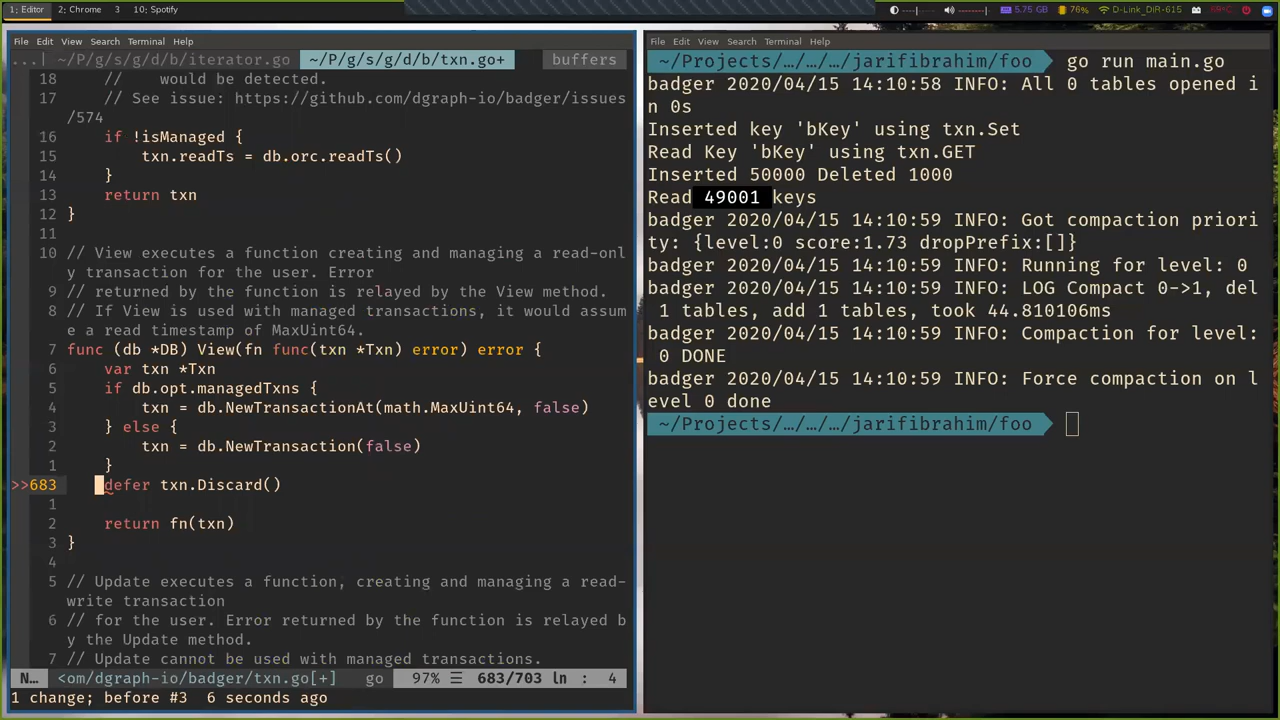 1; Editor 2; Chrome 3 10; Spotify 5.75 GB 76% D-Link_DIR-615
File Edit View Search Terminal Help
...| ~/P/g/s/g/d/b/iterator.go ~/P/g/s/g/d/b/txn.go+ buffers
18 // would be detected.
17 // See issue: https://github.com/dgraph-io/badger/issues
/574
16 if !isManaged {
15 txn.readTs = db.orc.readTs()
14 }
13 return txn
12 }
11
10 // View executes a function creating and managing a read-onl
y transaction for the user. Error
9 // returned by the function is relayed by the View method.
8 // If View is used with managed transactions, it would assum
e a read timestamp of MaxUint64.
7 func (db *DB) View(fn func(txn *Txn) error) error {
6 var txn *Txn
5 if db.opt.managedTxns {
4 txn = db.NewTransactionAt(math.MaxUint64, false)
3 } else {
2 txn = db.NewTransaction(false)
1 }
>>683 defer txn.Discard()
1
2 return fn(txn)
3 }
4
5 // Update executes a function, creating and managing a read-
write transaction
6 // for the user. Error returned by the function is relayed b
y the Update method.
7 // Update cannot be used with managed transactions.
N… <om/dgraph-io/badger/txn.go[+] go 97% ☰ 683/703 ln : 4
1 change; before #3 6 seconds ago
File Edit View Search Terminal Help
~/Projects/…/…/…/jarifibrahim/foo go run main.go
badger 2020/04/15 14:10:58 INFO: All 0 tables opened i
n 0s
Inserted key 'bKey' using txn.Set
Read Key 'bKey' using txn.GET
Inserted 50000 Deleted 1000
Read 49001 keys
badger 2020/04/15 14:10:59 INFO: Got compaction priori
ty: {level:0 score:1.73 dropPrefix:[]}
badger 2020/04/15 14:10:59 INFO: Running for level: 0
badger 2020/04/15 14:10:59 INFO: LOG Compact 0->1, del
1 tables, add 1 tables, took 44.810106ms
badger 2020/04/15 14:10:59 INFO: Compaction for level:
0 DONE
badger 2020/04/15 14:10:59 INFO: Force compaction on l
evel 0 done
~/Projects/…/…/…/jarifibrahim/foo